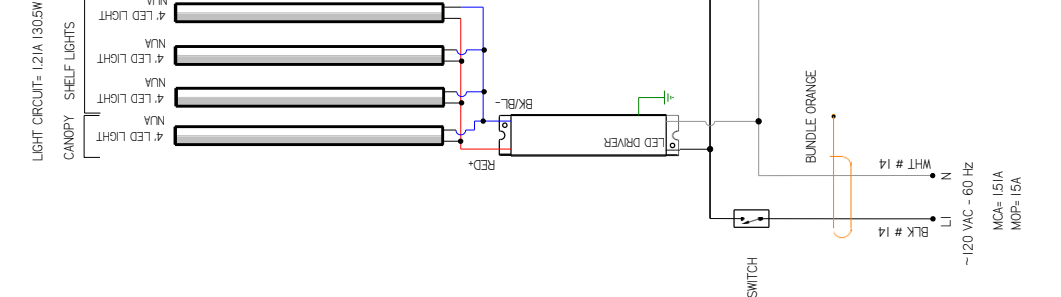 LIGHT CIRCUIT= 1.21A 130.5W
SHELF LIGHTS
CANOPY
NUA
4' LED LIGHT
NUA
4' LED LIGHT
NUA
4' LED LIGHT
NUA
4' LED LIGHT
BK/BL-
RED+
LED DRIVER
BUNDLE ORANGE
WHT # 14
N
BLK # 14
L1
~120 VAC - 60 Hz
MCA= 1.51A
MOP= 15A
SWITCH